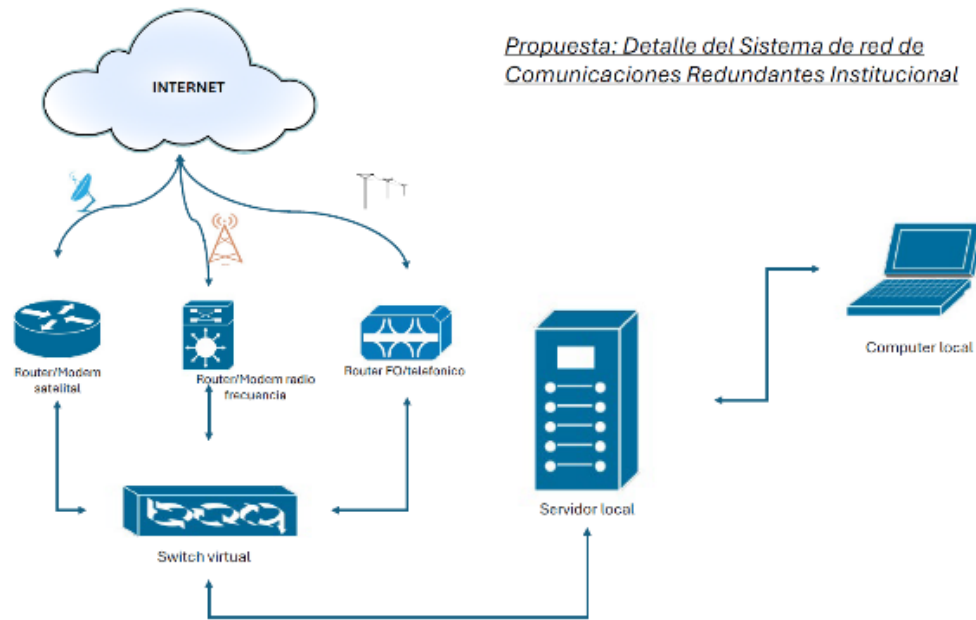 Propuesta: Detalle del Sistema de red de
Comunicaciones Redundantes Institucional
INTERNET
Router/Modem
satelital
Router/Modem radio
frecuencia
Router FO/telefonico
Computer local
Servidor local
Switch virtual